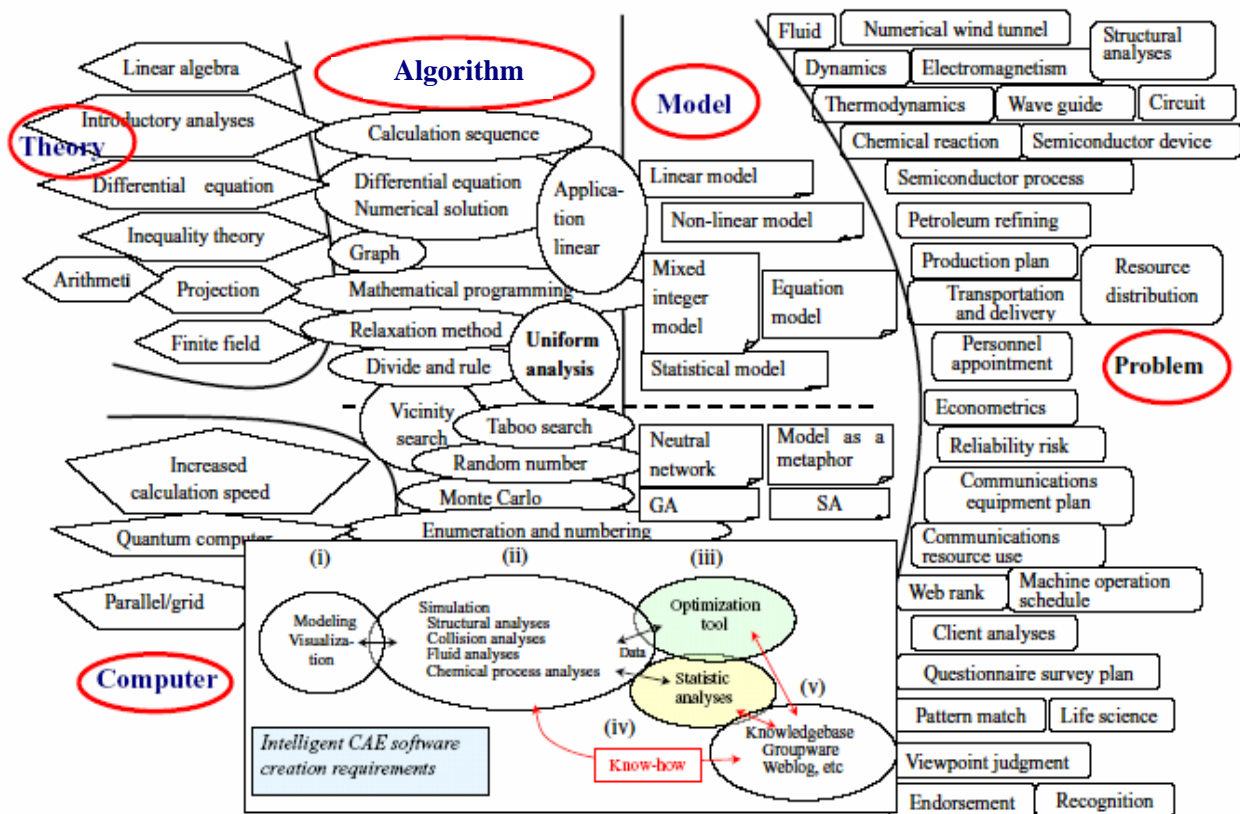 Theory
Linear algebra
Introductory analyses
Differential equation
Inequality theory
Arithmeti
Projection
Finite field
Algorithm
Calculation sequence
Differential equation
Numerical solution
Applica-
tion
linear
Graph
Mathematical programming
Relaxation method
Uniform
analysis
Divide and rule
Vicinity
search
Taboo search
Random number
Monte Carlo
Enumeration and numbering
Model
Linear model
Non-linear model
Mixed
integer
model
Equation
model
Statistical model
Neutral
network
Model as a
metaphor
GA
SA
Problem
Fluid
Numerical wind tunnel
Structural
analyses
Dynamics
Electromagnetism
Thermodynamics
Wave guide
Circuit
Chemical reaction
Semiconductor device
Semiconductor process
Petroleum refining
Production plan
Resource
distribution
Transportation
and delivery
Personnel
appointment
Econometrics
Reliability risk
Communications
equipment plan
Communications
resource use
Web rank
Machine operation
schedule
Client analyses
Questionnaire survey plan
Pattern match
Life science
Viewpoint judgment
Endorsement
Recognition
Computer
Increased
calculation speed
Quantum computer
Parallel/grid
(i)
Modeling
Visualiza-
tion
(ii)
Simulation
Structural analyses
Collision analyses
Fluid analyses
Chemical process analyses
Data
(iii)
Optimization
tool
(iv)
Statistic
analyses
(v)
Knowledgebase
Groupware
Weblog, etc
Know-how
Intelligent CAE software
creation requirements